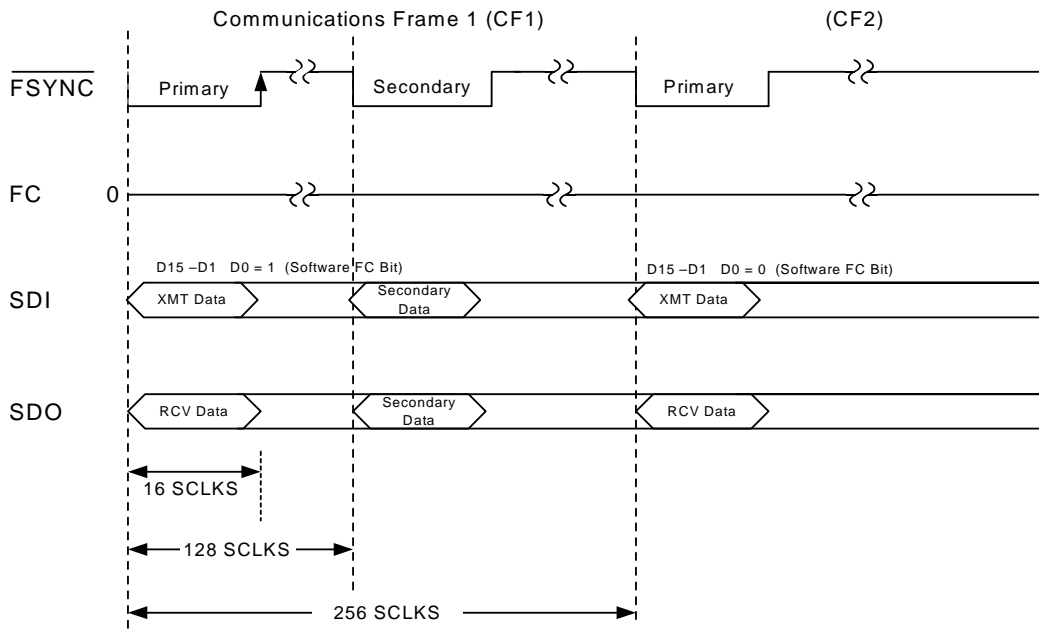 Communications Frame 1 (CF1)
(CF2)
FSYNC
Primary
Secondary
Primary
FC
0
D15 –D1 D0 = 1 (Software FC Bit)
D15 –D1 D0 = 0 (Software FC Bit)
SDI
XMT Data
Secondary
Data
XMT Data
SDO
RCV Data
Secondary
Data
RCV Data
16 SCLKS
128 SCLKS
256 SCLKS